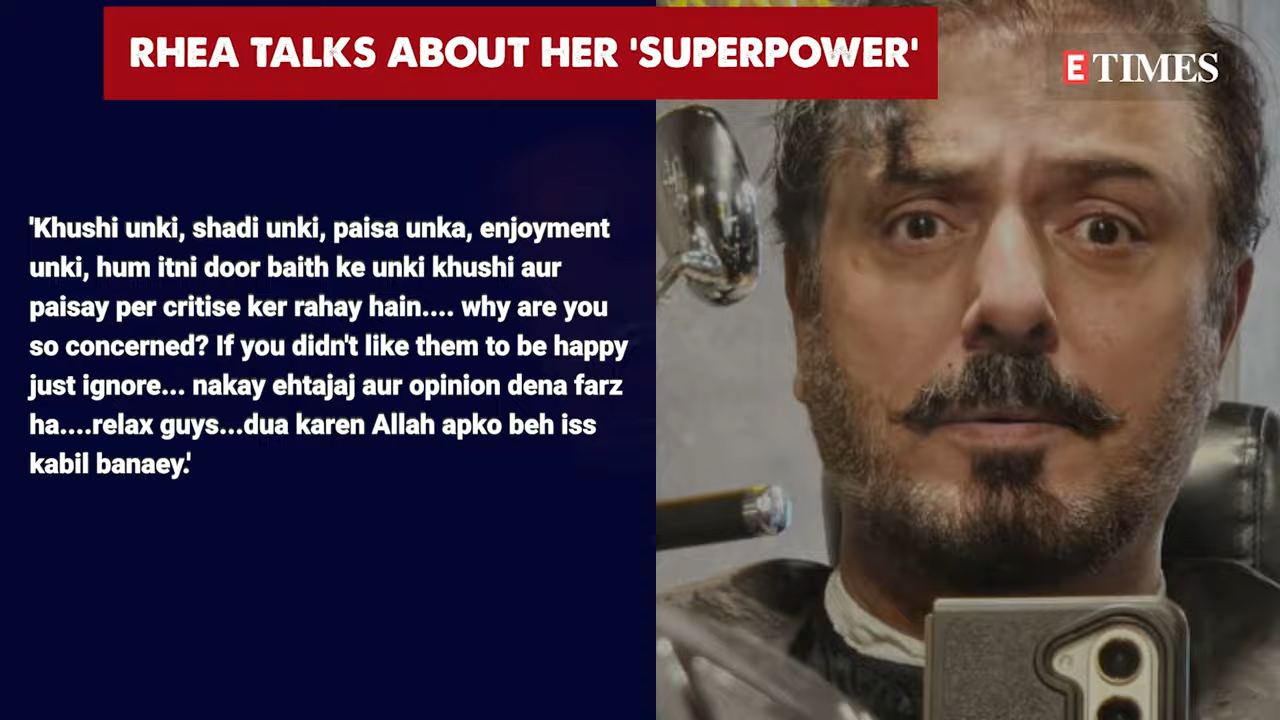 RHEA TALKS ABOUT HER 'SUPERPOWER'
E TIMES
'Khushi unki, shadi unki, paisa unka, enjoyment
unki, hum itni door baith ke unki khushi aur
paisay per critise ker rahay hain.... why are you
so concerned? If you didn't like them to be happy
just ignore... nakay ehtajaj aur opinion dena farz
ha....relax guys...dua karen Allah apko beh iss
kabil banaey.'